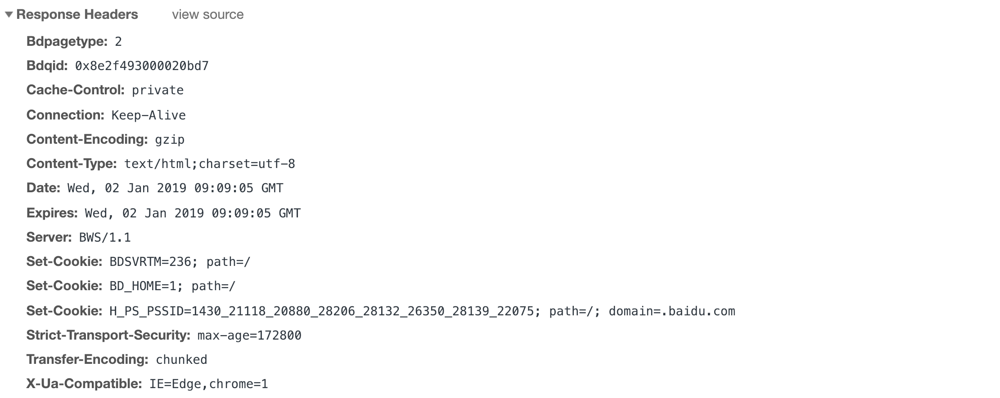 Response Headers view source
Bdpagetype: 2
Bdqid: 0x8e2f493000020bd7
Cache-Control: private
Connection: Keep-Alive
Content-Encoding: gzip
Content-Type: text/html;charset=utf-8
Date: Wed, 02 Jan 2019 09:09:05 GMT
Expires: Wed, 02 Jan 2019 09:09:05 GMT
Server: BWS/1.1
Set-Cookie: BDSVRTM=236; path=/
Set-Cookie: BD_HOME=1; path=/
Set-Cookie: H_PS_PSSID=1430_21118_20880_28206_28132_26350_28139_22075; path=/; domain=.baidu.com
Strict-Transport-Security: max-age=172800
Transfer-Encoding: chunked
X-Ua-Compatible: IE=Edge,chrome=1